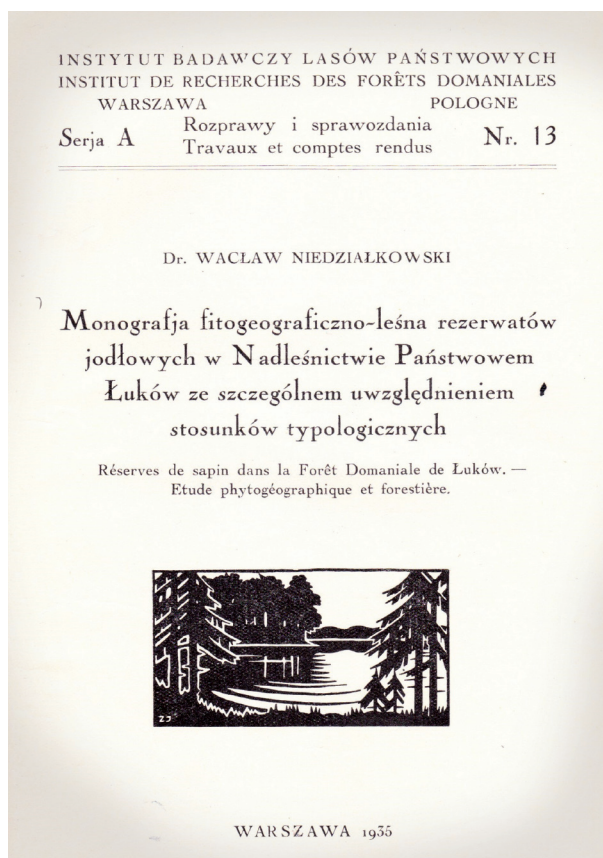 INSTYTUT BADAWCZY LASÓW PAŃSTWOWYCH
INSTITUT DE RECHERCHES DES FORÊTS DOMANIALES
WARSZAWA POLOGNE
Serja A Rozprawy i sprawozdania Nr. 13
Travaux et comptes rendus
Dr. WACŁAW NIEDZIAŁKOWSKI
Monografja fitogeograficzno-leśna rezerwatów
jodłowych w Nadleśnictwie Państwowem
Łuków ze szczególnem uwzględnieniem
stosunków typologicznych
Réserves de sapin dans la Forêt Domaniale de Łuków. —
Etude phytogéographique et forestière.
ZJ
WARSZAWA 1935